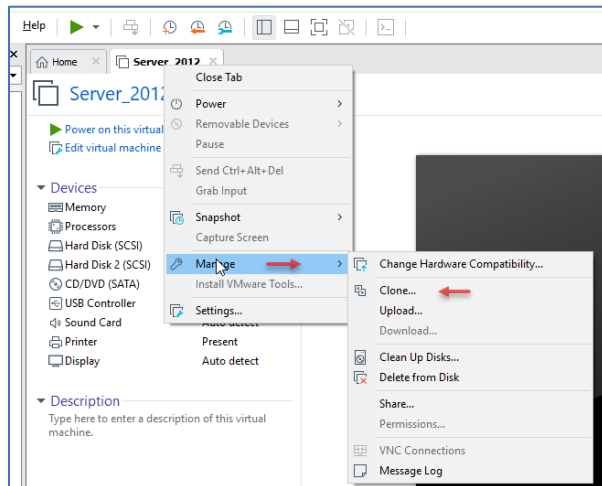 Help
Home
Server_2012
Server_201
Power on this virtual
Edit virtual machine
Devices
Memory
Processors
Hard Disk (SCSI)
Hard Disk 2 (SCSI)
CD/DVD (SATA)
USB Controller
Sound Card Auto detect
Printer Present
Display Auto detect
Description
Type here to enter a description of this virtual
machine.
Close Tab
Power
Removable Devices
Pause
Send Ctrl+Alt+Del
Grab Input
Snapshot
Capture Screen
Manage
Install VMware Tools...
Settings...
Change Hardware Compatibility...
Clone...
Upload...
Download...
Clean Up Disks...
Delete from Disk
Share...
Permissions...
VNC Connections
Message Log